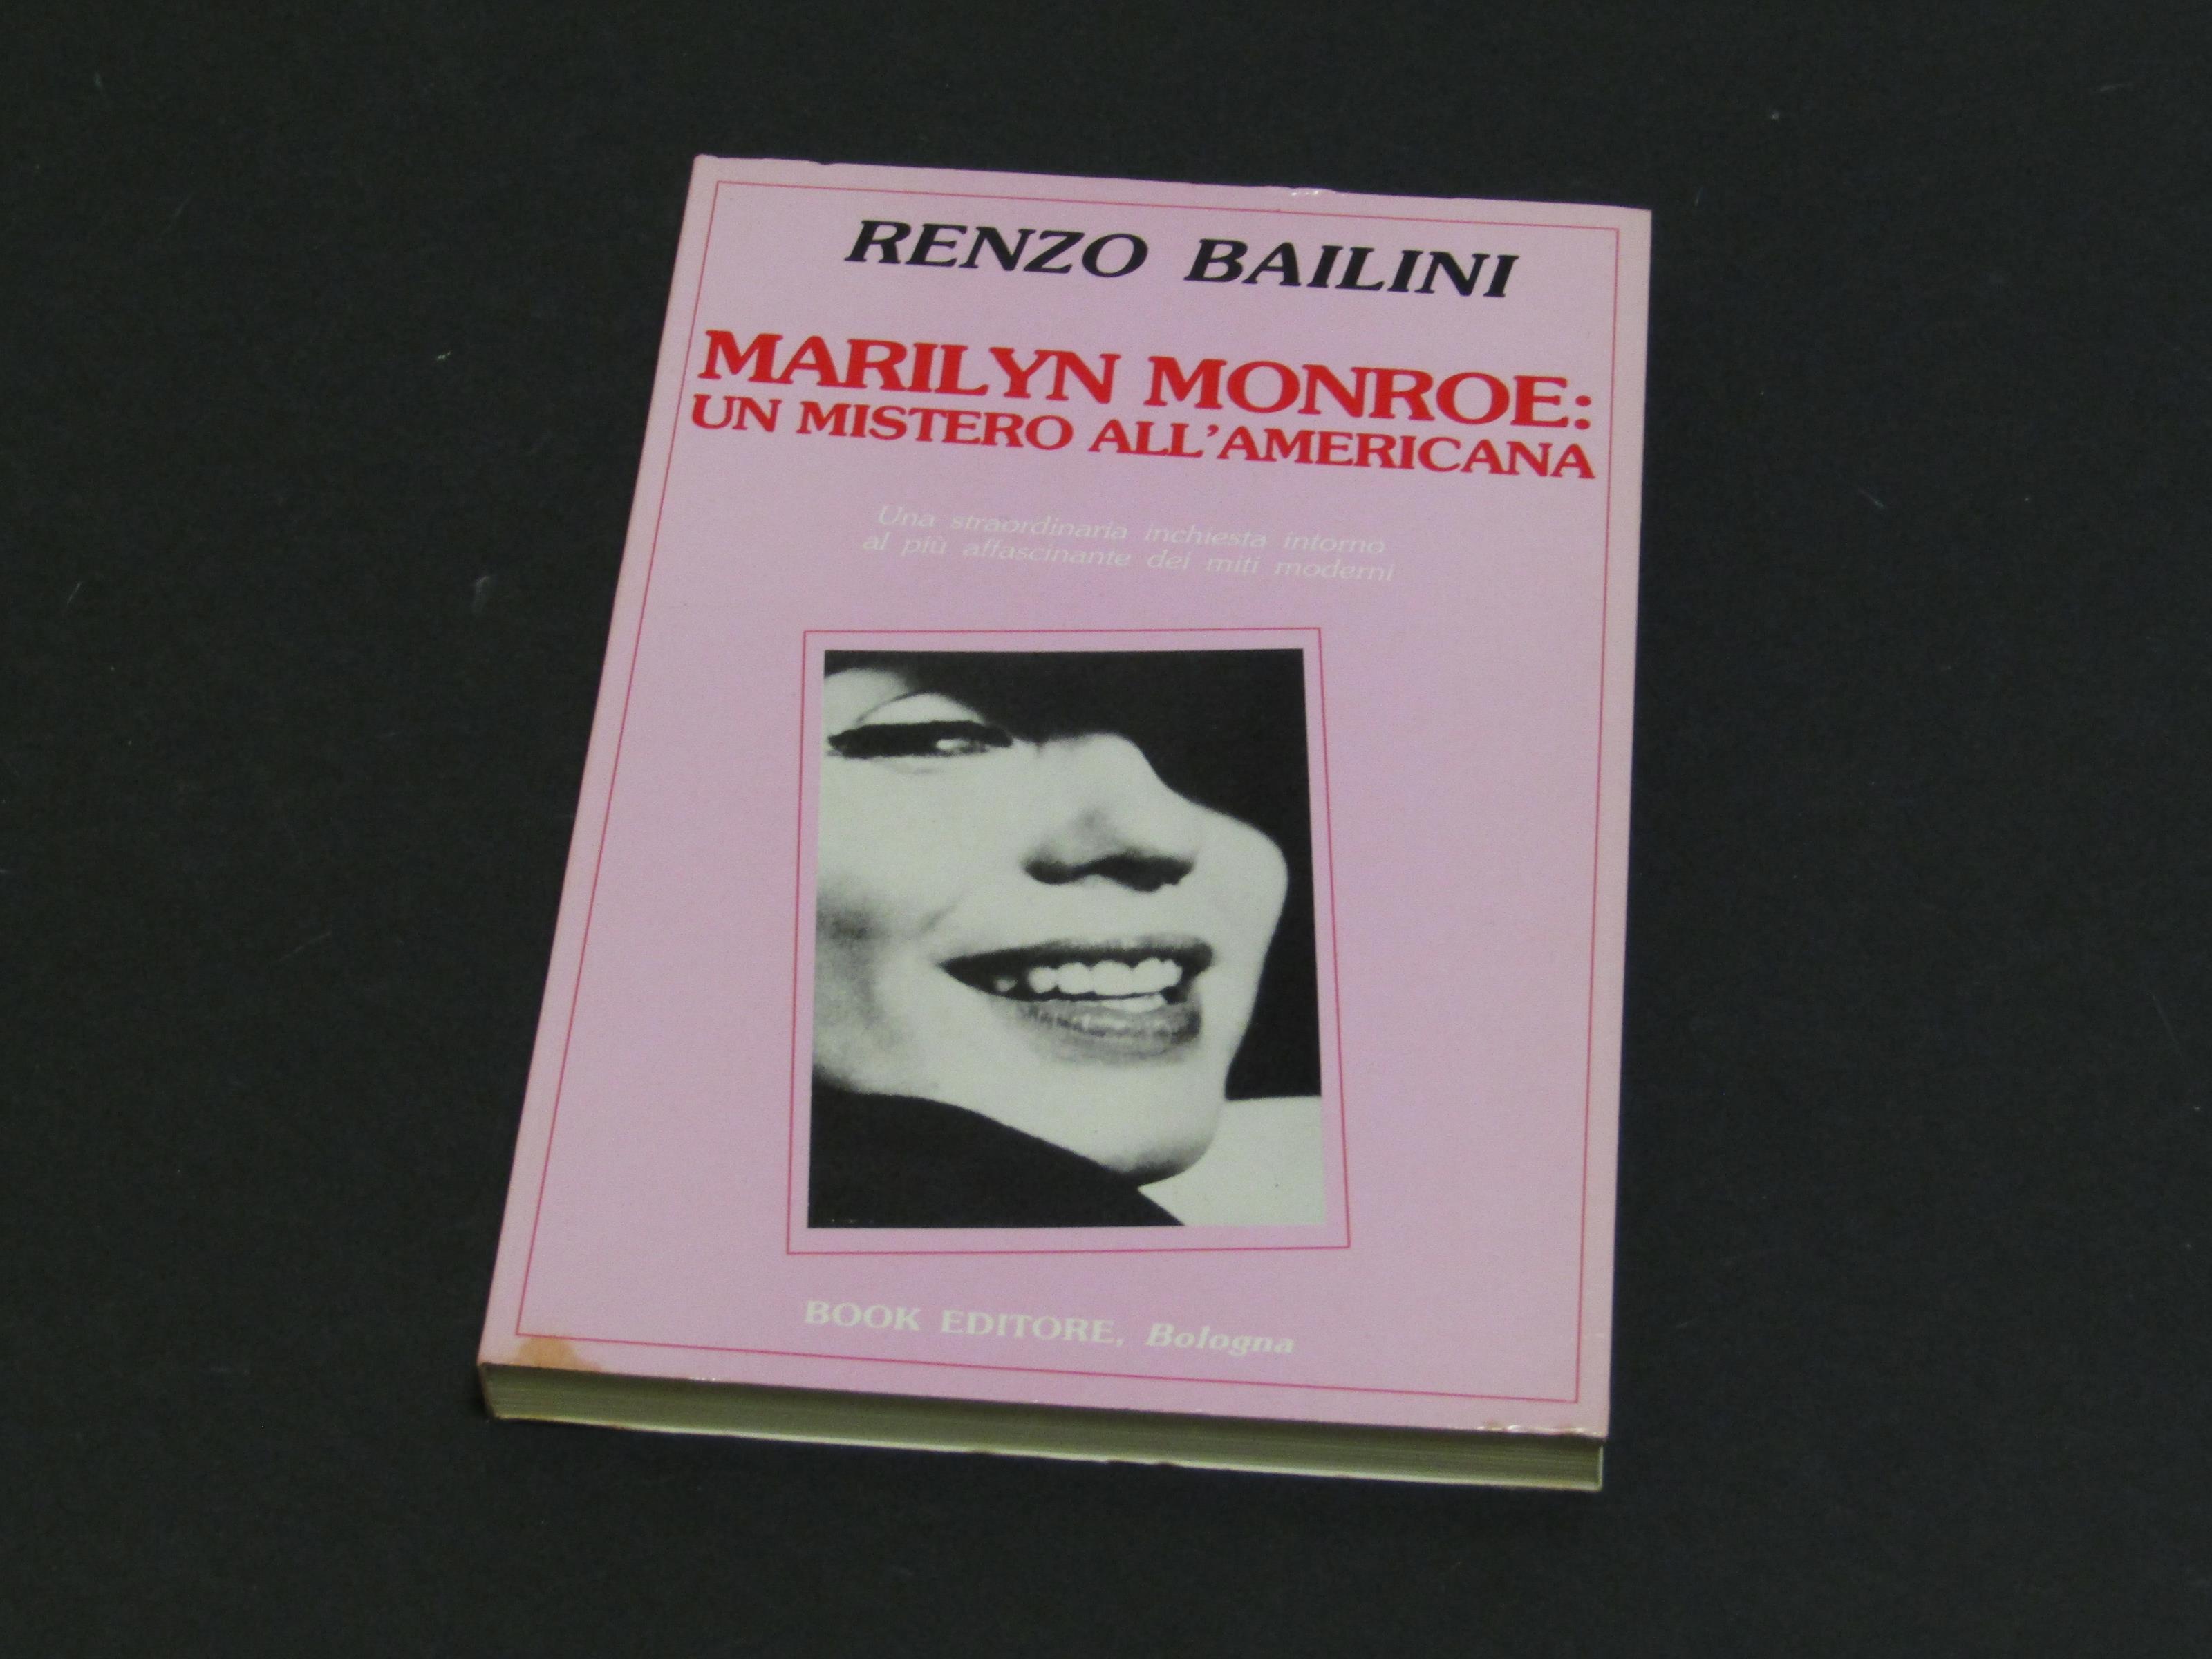 RENZO BAILINI
MARILYN MONROE:
UN MISTERO ALL'AMERICANA
Una straordinaria inchiesta intorno
al più affascinante dei miti moderni
BOOK EDITORE, Bologna